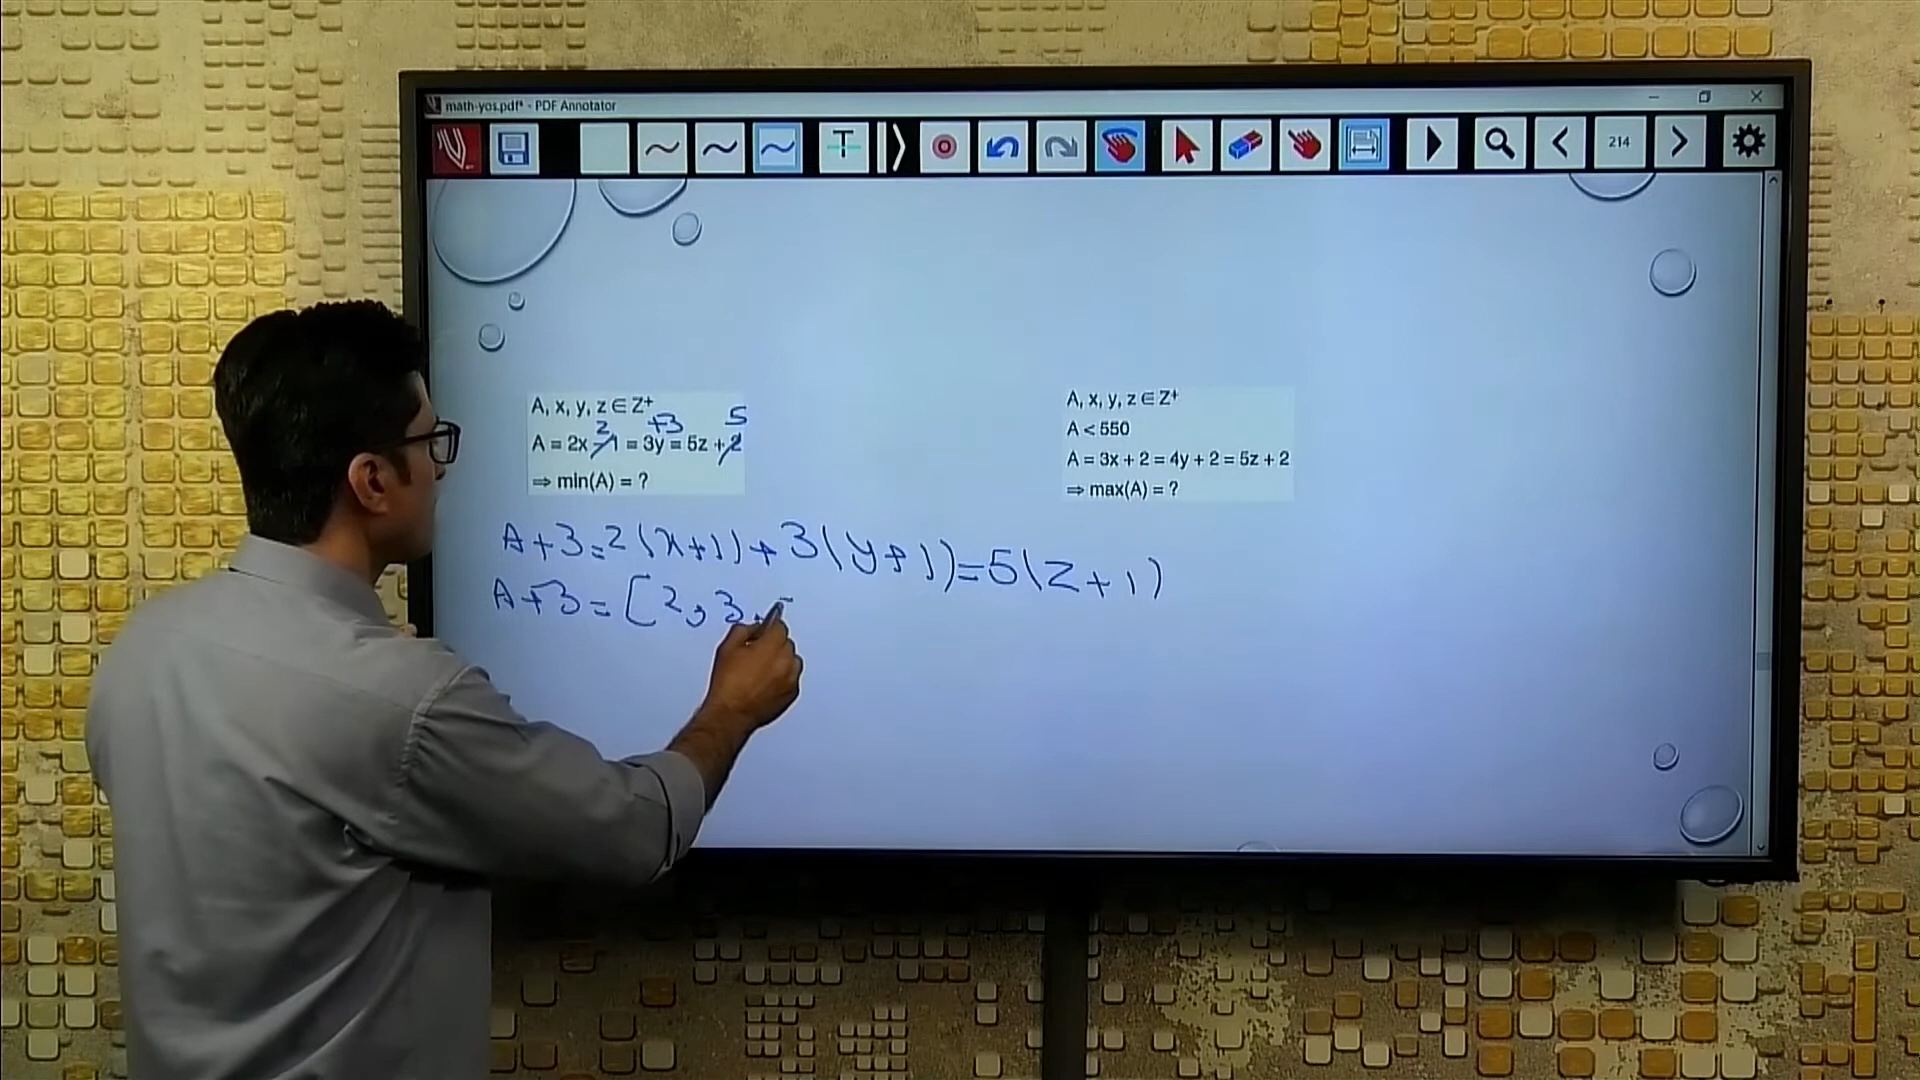 math-yos.pdf* - PDF Annotator
T
214
A, x, y, z ∈ Z⁺
2 +3 5
A = 2x - 1 = 3y = 5z + 2
⇒ min(A) = ?
A, x, y, z ∈ Z⁺
A < 550
A = 3x + 2 = 4y + 2 = 5z + 2
⇒ max(A) = ?
A+3=2(x+1)+3(y+1)=5(z+1)
A+3=[2,3,